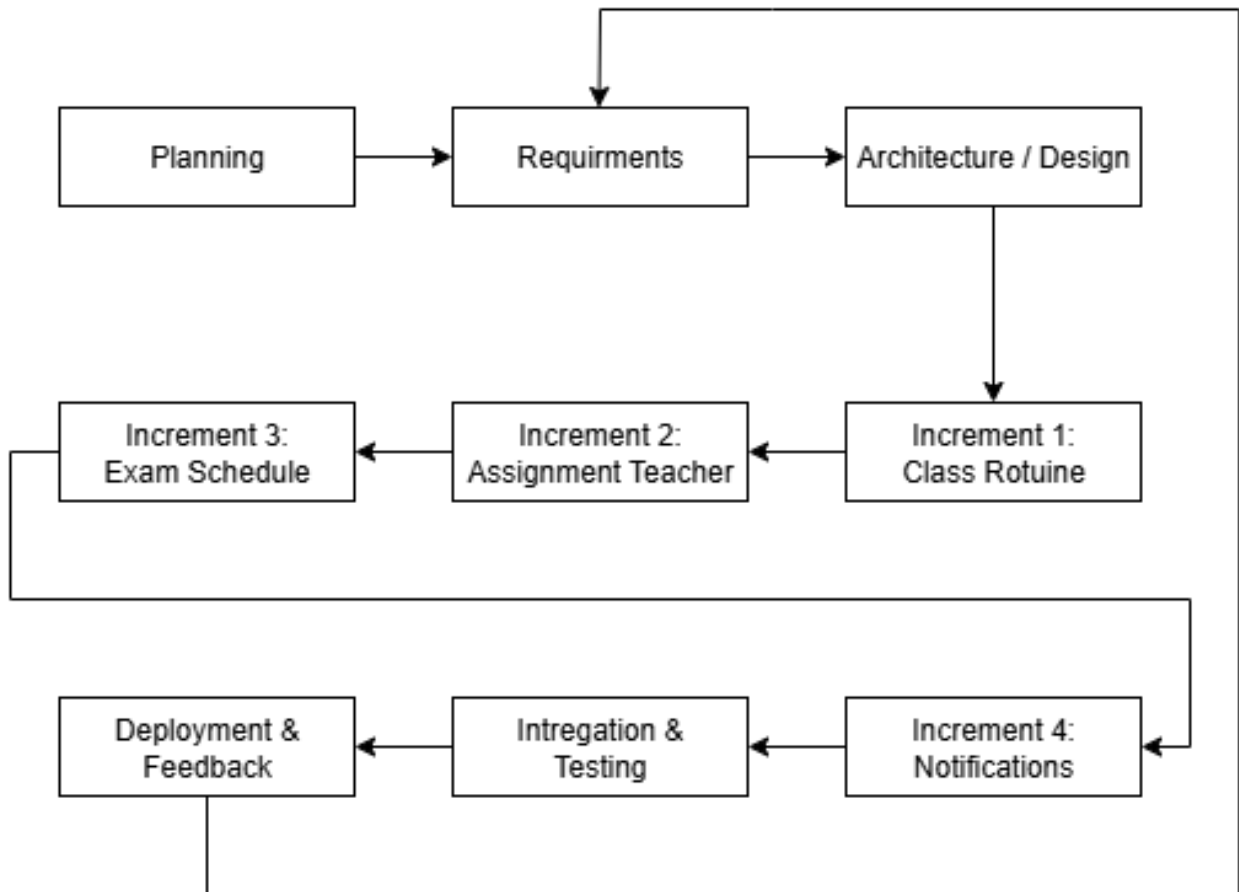 Planning
Requirments
Architecture / Design
Increment 3:
Exam Schedule
Increment 2:
Assignment Teacher
Increment 1:
Class Rotuine
Deployment &
Feedback
Intregation &
Testing
Increment 4:
Notifications